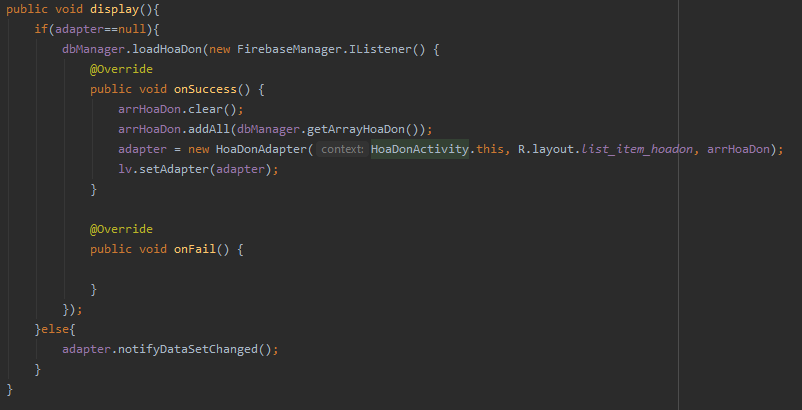 public void display(){
if(adapter==null){
dbManager.loadHoaDon(new FirebaseManager.IListener() {
@Override
public void onSuccess() {
arrHoaDon.clear();
arrHoaDon.addAll(dbManager.getArrayHoaDon());
adapter = new HoaDonAdapter( context: HoaDonActivity.this, R.layout.list_item_hoadon, arrHoaDon);
lv.setAdapter(adapter);
}
@Override
public void onFail() {
}
});
}else{
adapter.notifyDataSetChanged();
}
}